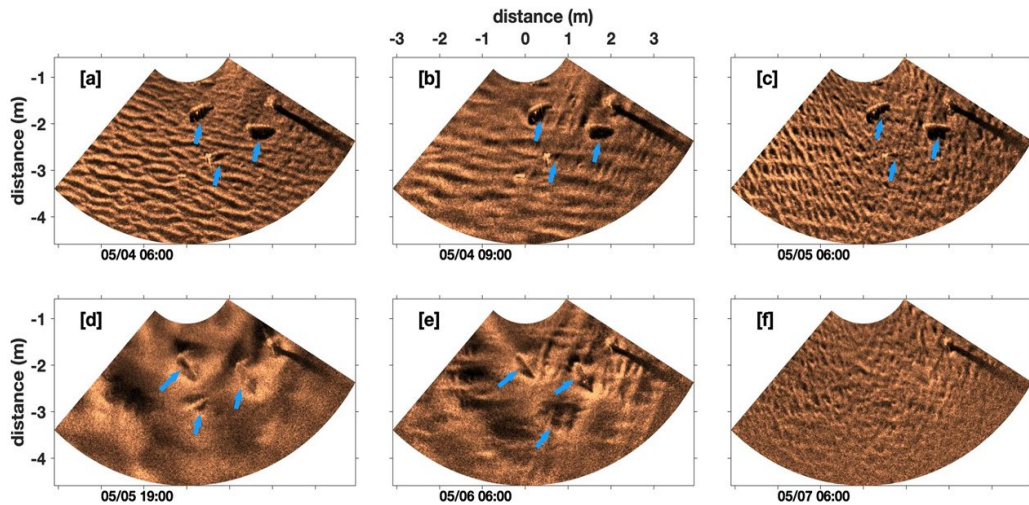 distance (m)
-3 -2 -1 0 1 2 3
[a] [b] [c]
-1
-2
-3
-4
distance (m)
05/04 06:00 05/04 09:00 05/05 06:00
[d] [e] [f]
-1
-2
-3
-4
distance (m)
05/05 19:00 05/06 06:00 05/07 06:00